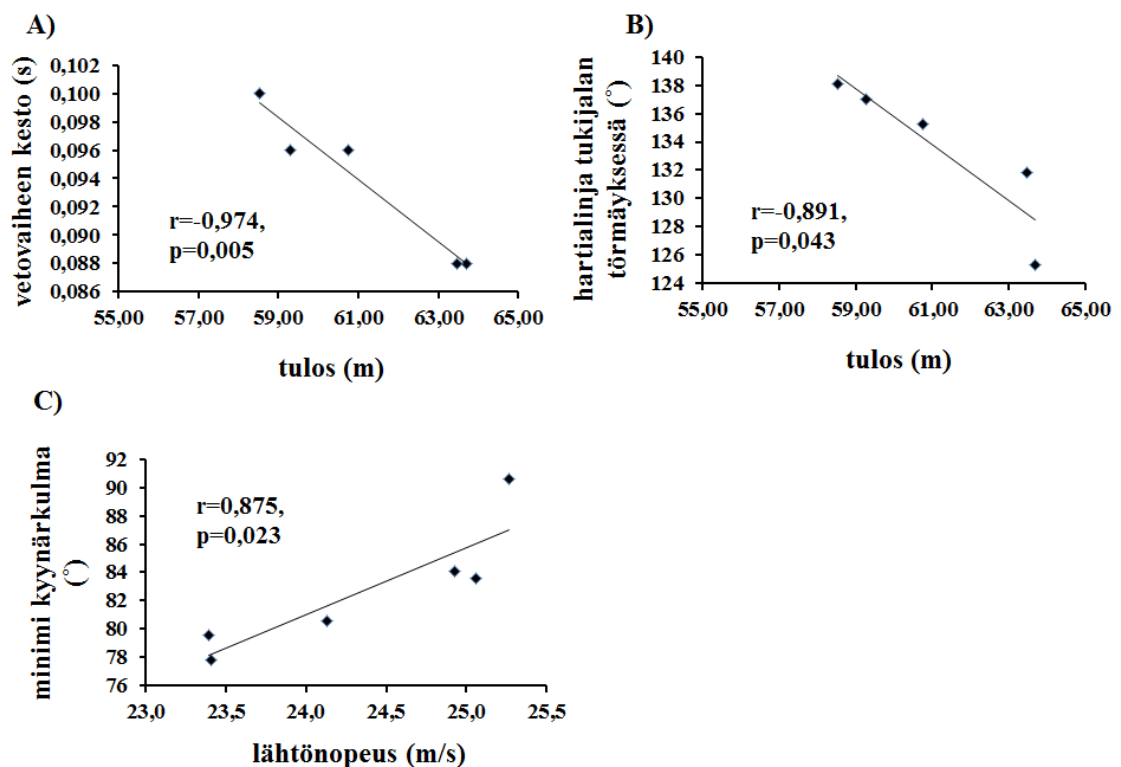 A)
vetovaiheen kesto (s)
0,102
0,100
0,098
0,096
0,094
0,092
0,090
0,088
0,086
r=-0,974,
p=0,005
55,00 57,00 59,00 61,00 63,00 65,00
tulos (m)
B)
hartialinja tukijalan
törmäyksessä (°)
140
138
136
134
132
130
128
126
124
r=-0,891,
p=0,043
55,00 57,00 59,00 61,00 63,00 65,00
tulos (m)
C)
minimi kyynärkulma
(°)
92
90
88
86
84
82
80
78
76
r=0,875,
p=0,023
23,0 23,5 24,0 24,5 25,0 25,5
lähtönopeus (m/s)